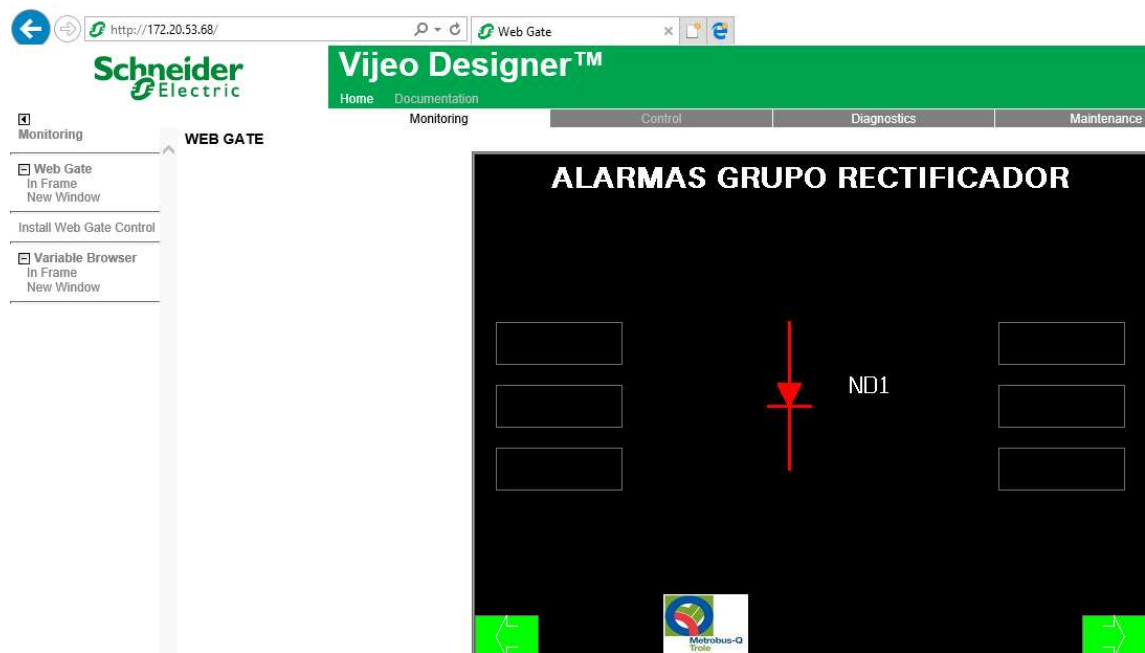 http://172.20.53.68/
Web Gate
Schneider
Electric
Vijeo Designer™
Home Documentation
Monitoring Control Diagnostics Maintenance
Monitoring
WEB GATE
Web Gate
In Frame
New Window
Install Web Gate Control
Variable Browser
In Frame
New Window
ALARMAS GRUPO RECTIFICADOR
ND1
Metrobus-Q
Trole